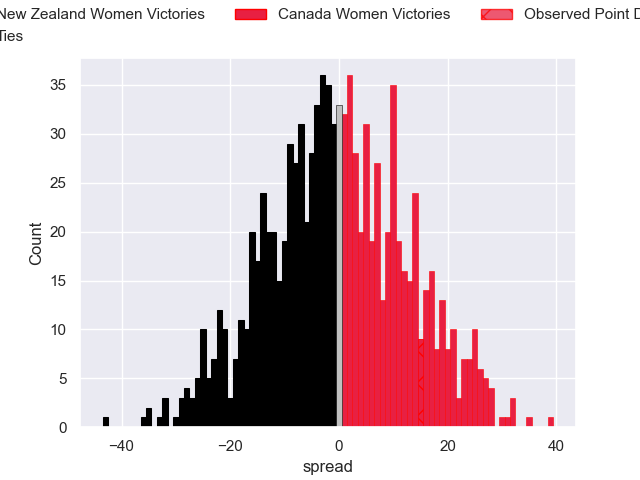 New Zealand Women Victories Canada Women Victories Observed Point D
Ties
35
30
25
20
15
10
5
0
Count
−40 −20 0 20 40
spread